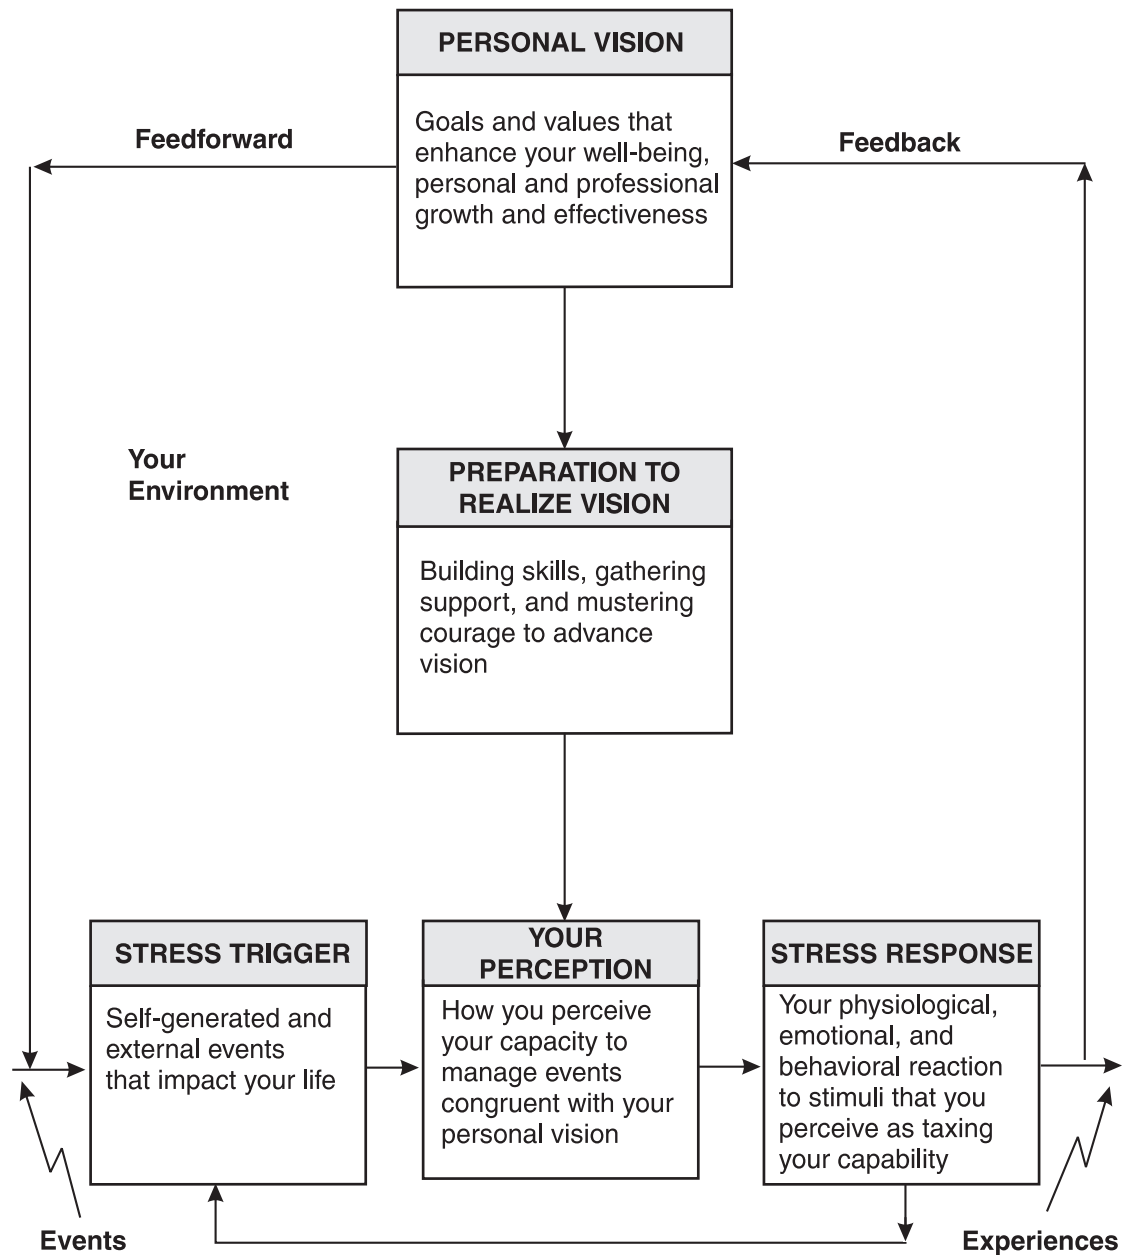 PERSONAL VISION
Goals and values that
enhance your well-being,
personal and professional
growth and effectiveness
Feedforward
Feedback
Your
Environment
PREPARATION TO
REALIZE VISION
Building skills, gathering
support, and mustering
courage to advance
vision
STRESS TRIGGER
Self-generated and
external events
that impact your life
YOUR
PERCEPTION
How you perceive
your capacity to
manage events
congruent with your
personal vision
STRESS RESPONSE
Your physiological,
emotional, and
behavioral reaction
to stimuli that you
perceive as taxing
your capability
Events
Experiences